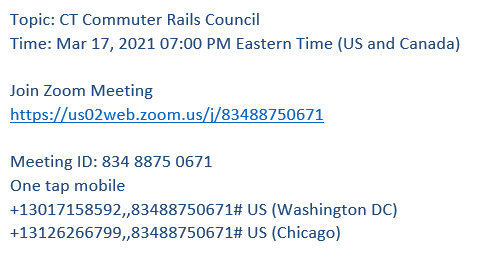 Topic: CT Commuter Rails Council
Time: Mar 17, 2021 07:00 PM Eastern Time (US and Canada)
Join Zoom Meeting
https://us02web.zoom.us/j/83488750671
Meeting ID: 834 8875 0671
One tap mobile
+13017158592,,83488750671# US (Washington DC)
+13126266799,,83488750671# US (Chicago)